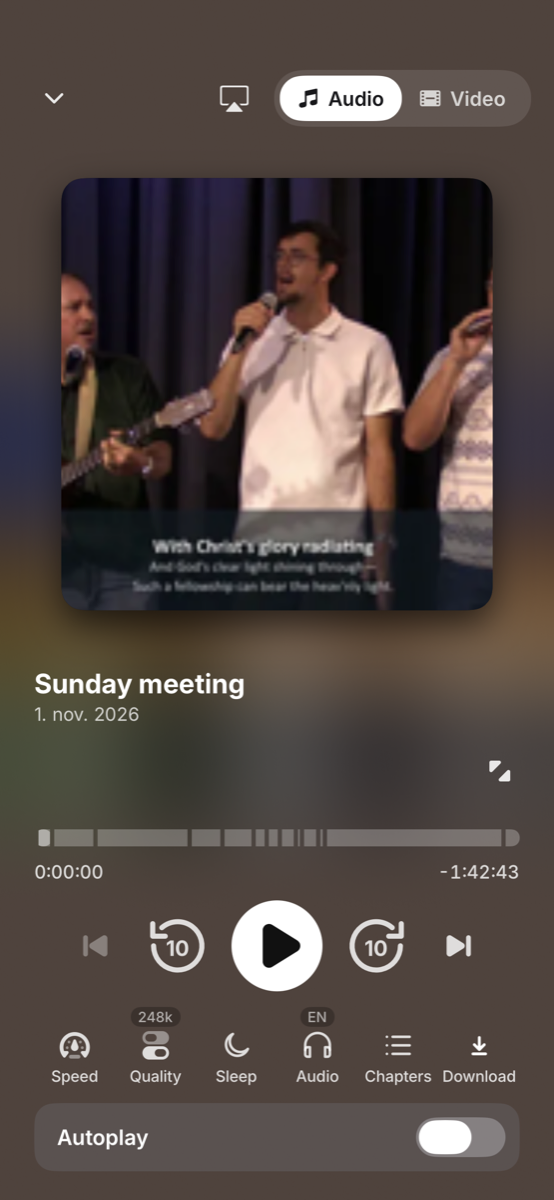 Audio
Video
With Christ's glory radiating
And God's clear light shining through—
Such a fellowship can bear the heav'nly light.
Sunday meeting
1. nov. 2026
0:00:00
-1:42:43
10
10
248k
EN
Speed
Quality
Sleep
Audio
Chapters
Download
Autoplay